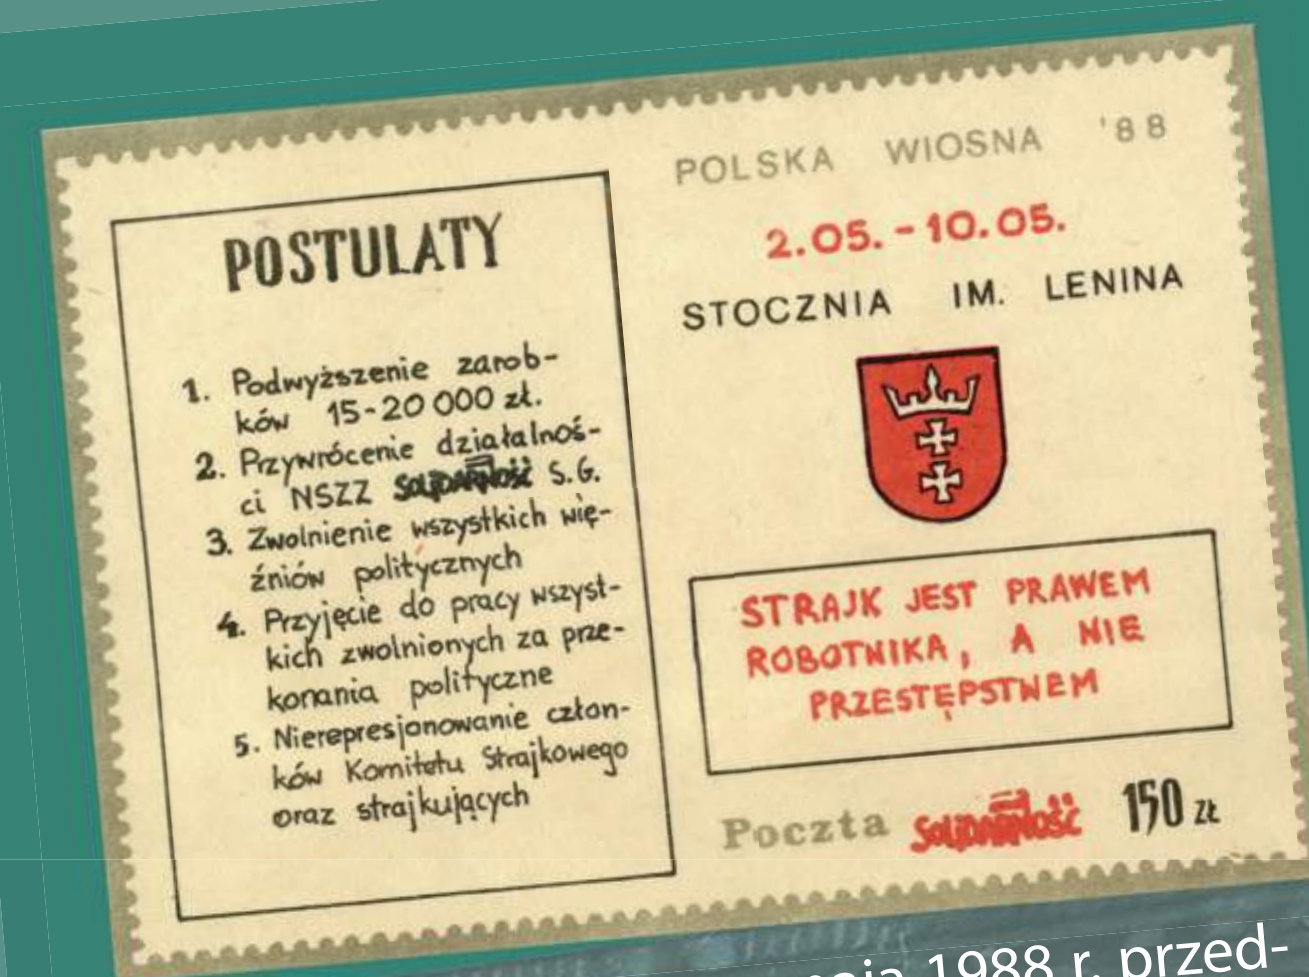 POSTULATY
1. Podwyższenie zarob-
ków 15-20 000 zł.
2. Przywrócenie działalnoś-
ci NSZZ SOLIDARNOŚĆ S.G.
3. Zwolnienie wszystkich wię-
źniów politycznych
4. Przyjęcie do pracy wszyst-
kich zwolnionych za prze-
konania polityczne
5. Nierepresjonowanie człon-
ków Komitetu Strajkowego
oraz strajkujących
POLSKA WIOSNA '88
2.05. - 10.05.
STOCZNIA IM. LENINA
STRAJK JEST PRAWEM
ROBOTNIKA, A NIE
PRZESTĘPSTWEM
Poczta SOLIDARNOŚĆ 150 ZŁ
1988 r. przed-